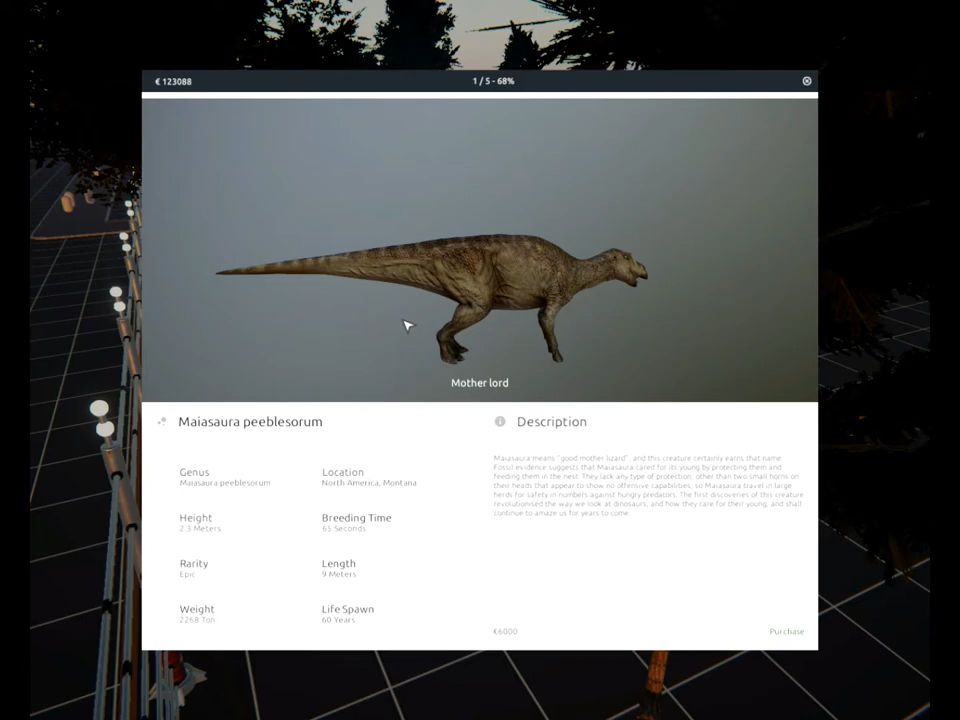 € 123088
1 / 5 - 68%
Mother lord
Maiasaura peeblesorum
Description
Genus
Maiasaura peeblesorum
Location
North America, Montana
Height
2.3 Meters
Breeding Time
65 Seconds
Rarity
Epic
Length
9 Meters
Weight
2268 Ton
Life Spawn
60 Years
Maiasaura means "good mother lizard", and this creature certainly earns that name
Fossil evidence suggests that Maiasaura cared for its young by protecting them and
feeding them in the nest. They lack any type of protection, other than two small horns on
their heads that appear to show no offensive capabilities, so Maiasaura travel in large
herds for safety in numbers against hungry predators. The first discoveries of this creature
revolutionised the way we look at dinosaurs, and how they care for their young, and shall
continue to amaze us for years to come
€6000
Purchase